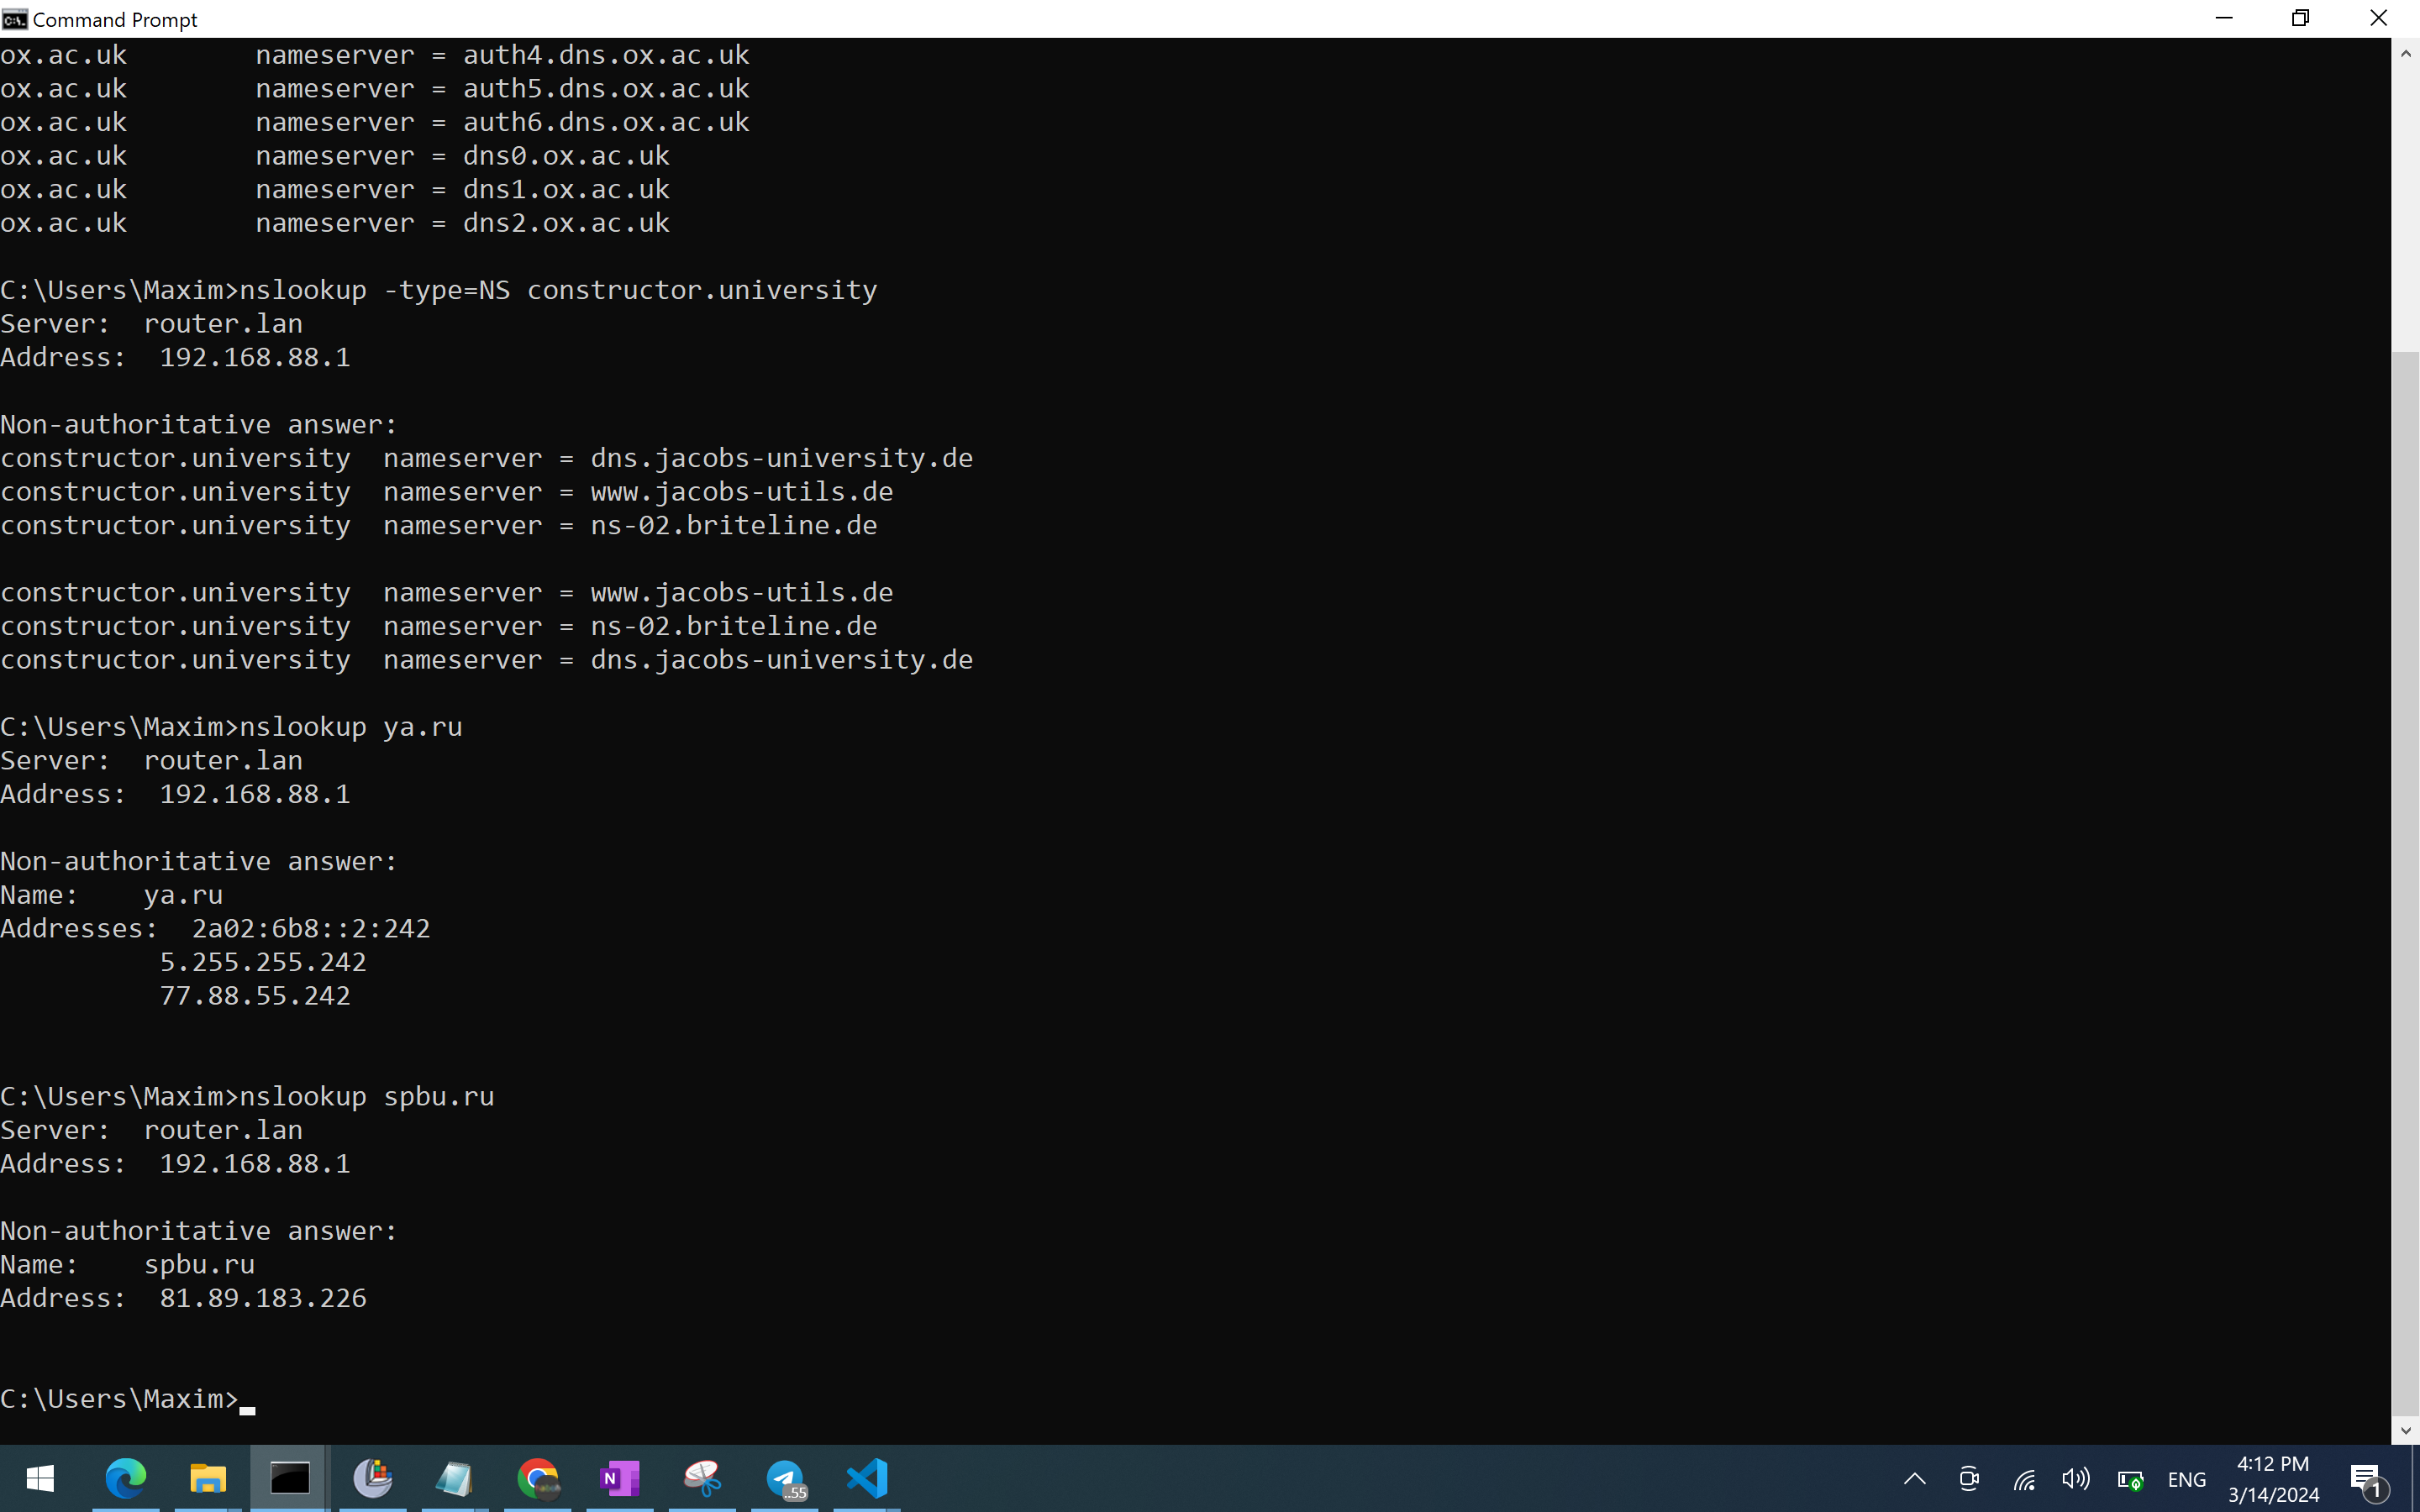 Command Prompt
ox.ac.uk        nameserver = auth4.dns.ox.ac.uk
ox.ac.uk        nameserver = auth5.dns.ox.ac.uk
ox.ac.uk        nameserver = auth6.dns.ox.ac.uk
ox.ac.uk        nameserver = dns0.ox.ac.uk
ox.ac.uk        nameserver = dns1.ox.ac.uk
ox.ac.uk        nameserver = dns2.ox.ac.uk
C:\Users\Maxim>nslookup -type=NS constructor.university
Server:  router.lan
Address:  192.168.88.1
Non-authoritative answer:
constructor.university  nameserver = dns.jacobs-university.de
constructor.university  nameserver = www.jacobs-utils.de
constructor.university  nameserver = ns-02.briteline.de
constructor.university  nameserver = www.jacobs-utils.de
constructor.university  nameserver = ns-02.briteline.de
constructor.university  nameserver = dns.jacobs-university.de
C:\Users\Maxim>nslookup ya.ru
Server:  router.lan
Address:  192.168.88.1
Non-authoritative answer:
Name:    ya.ru
Addresses:  2a02:6b8::2:242
          5.255.255.242
          77.88.55.242
C:\Users\Maxim>nslookup spbu.ru
Server:  router.lan
Address:  192.168.88.1
Non-authoritative answer:
Name:    spbu.ru
Address:  81.89.183.226
C:\Users\Maxim>
N
..55
ENG
4:12 PM
3/14/2024
1